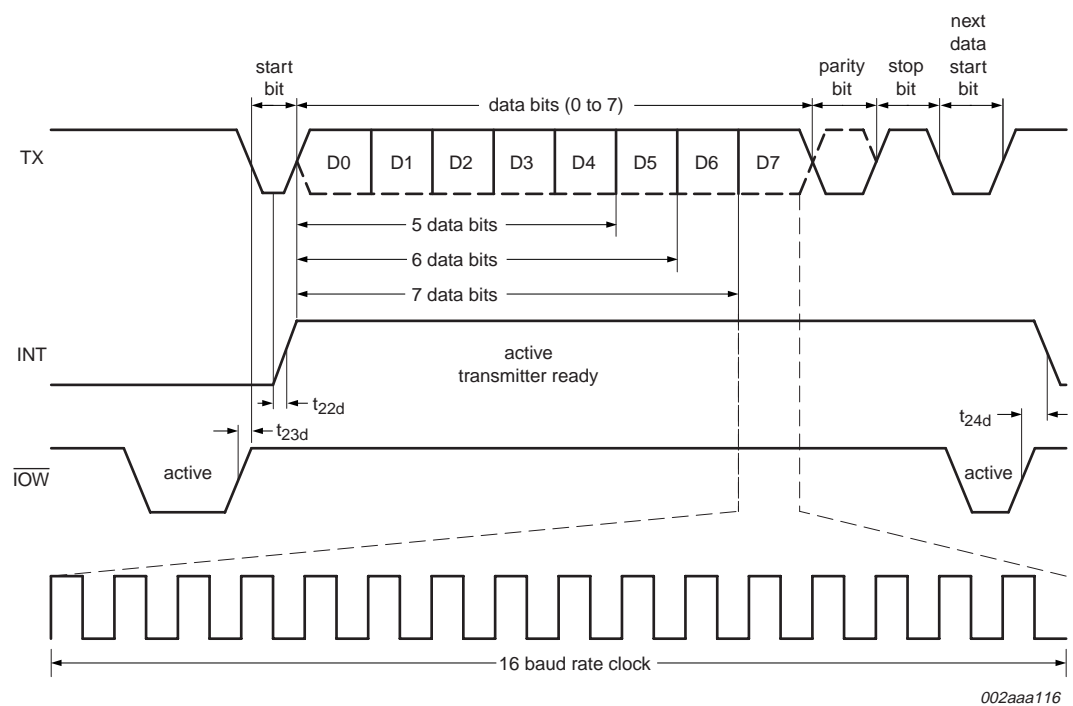 next
data
start
bit
start
bit
parity
bit
stop
bit
data bits (0 to 7)
TX
D0 D1 D2 D3 D4 D5 D6 D7
5 data bits
6 data bits
7 data bits
INT
active
transmitter ready
t22d
t23d
t24d
IOW
active
active
16 baud rate clock
002aaa116